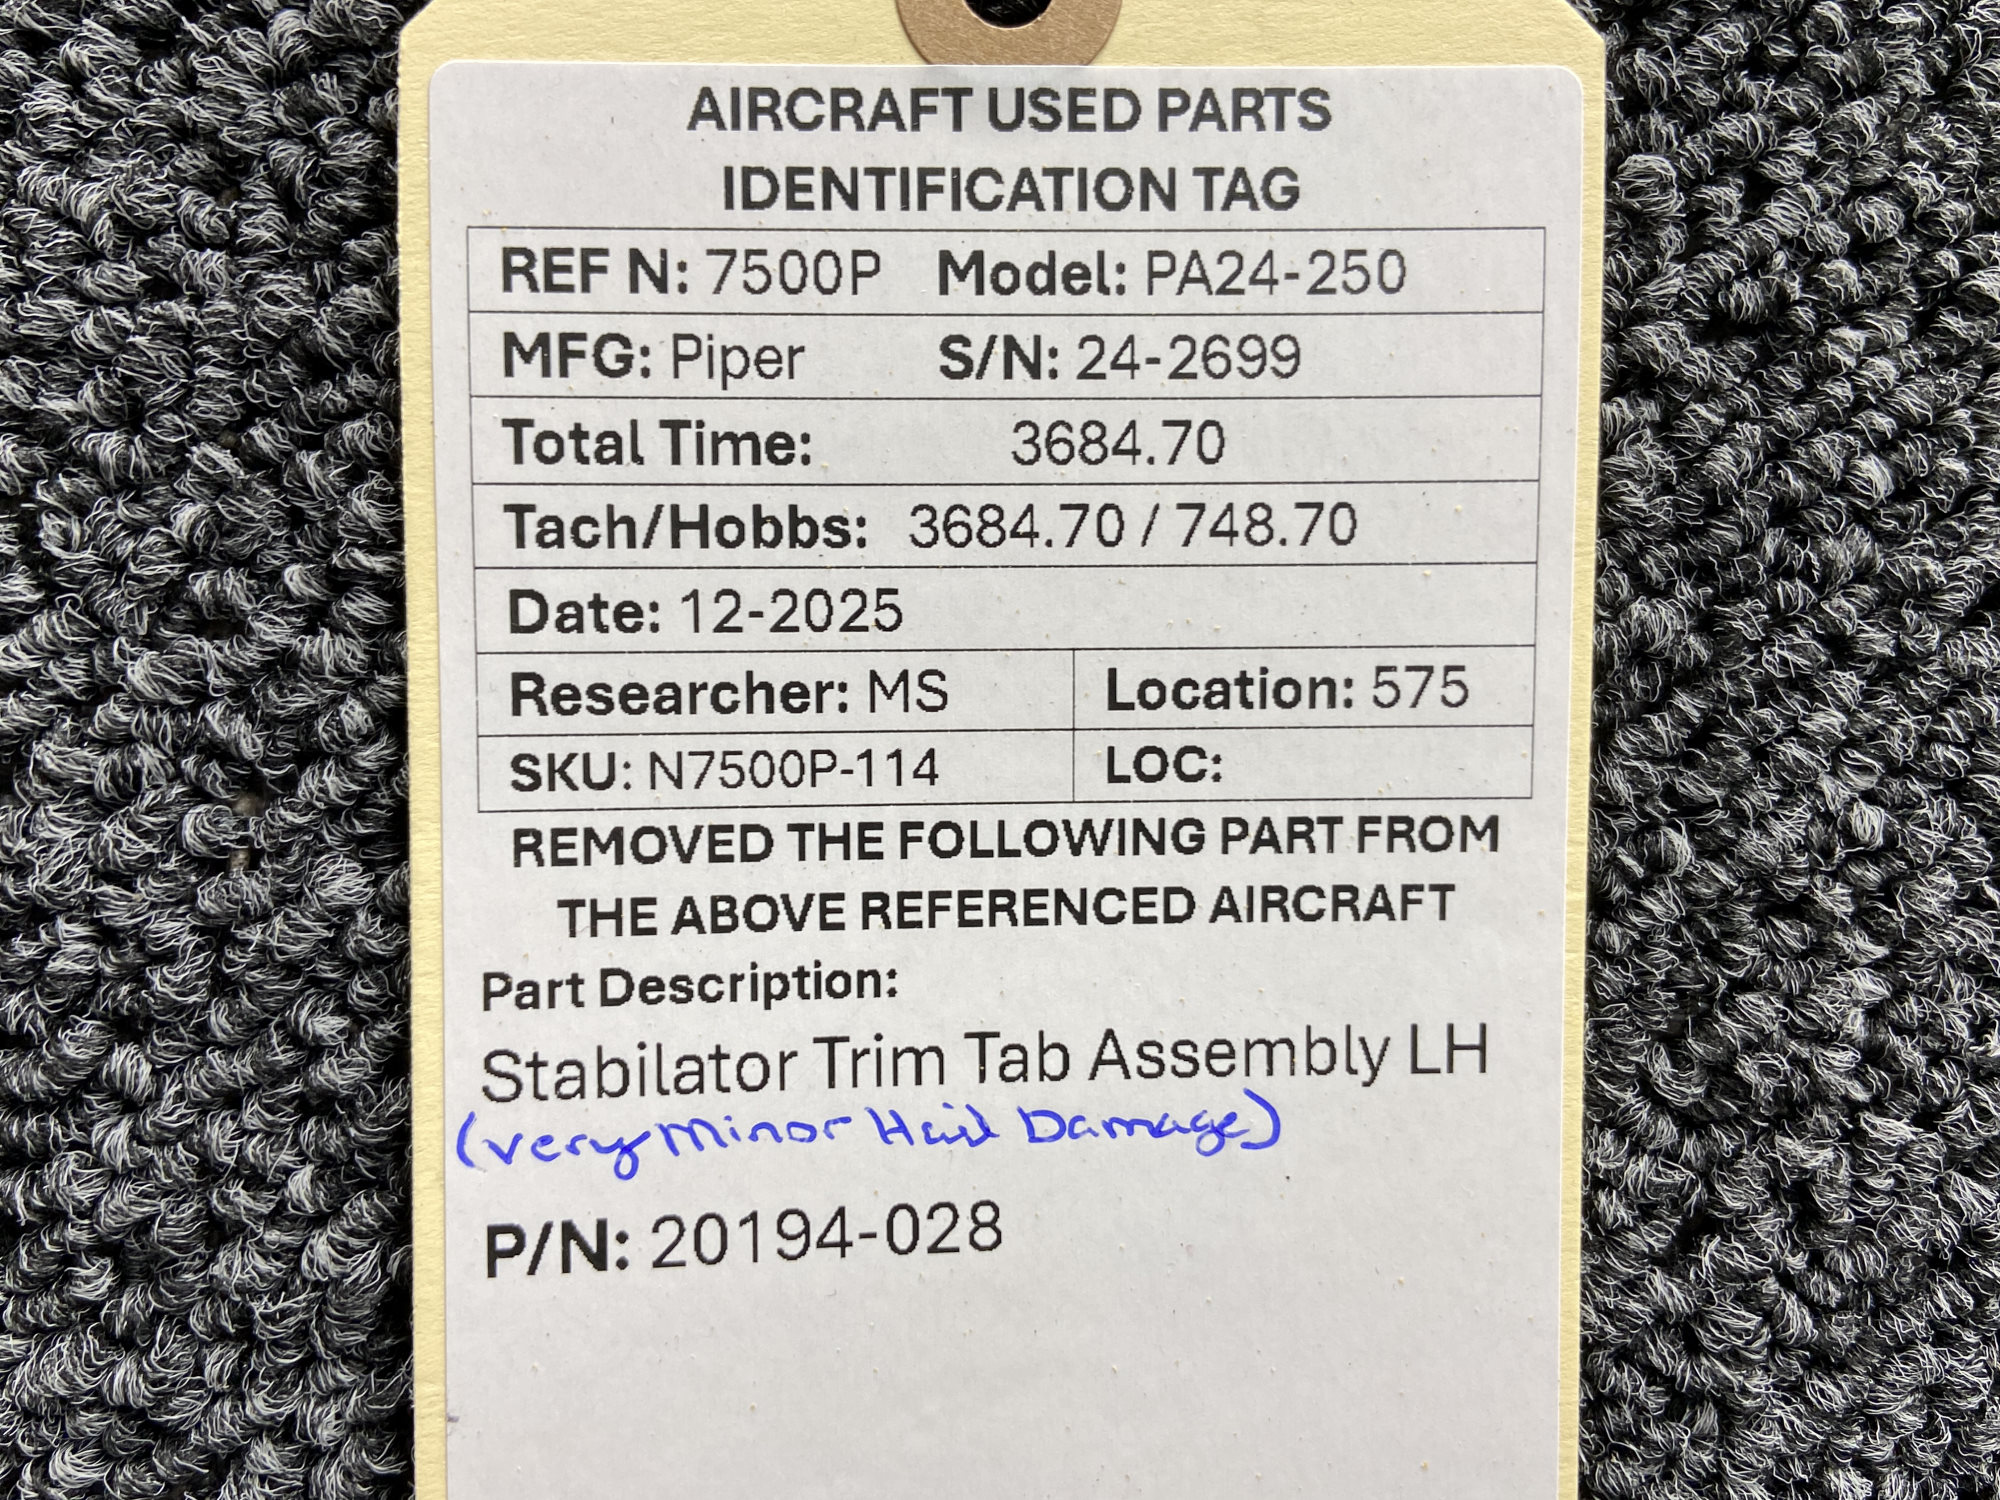 AIRCRAFT USED PARTS
IDENTIFICATION TAG
REF N: 7500P Model: PA24-250
MFG: Piper S/N: 24-2699
Total Time: 3684.70
Tach/Hobbs: 3684.70 / 748.70
Date: 12-2025
Researcher: MS Location: 575
SKU: N7500P-114 LOC:
REMOVED THE FOLLOWING PART FROM
THE ABOVE REFERENCED AIRCRAFT
Part Description:
Stabilator Trim Tab Assembly LH
(very Minor Hail Damage)
P/N: 20194-028